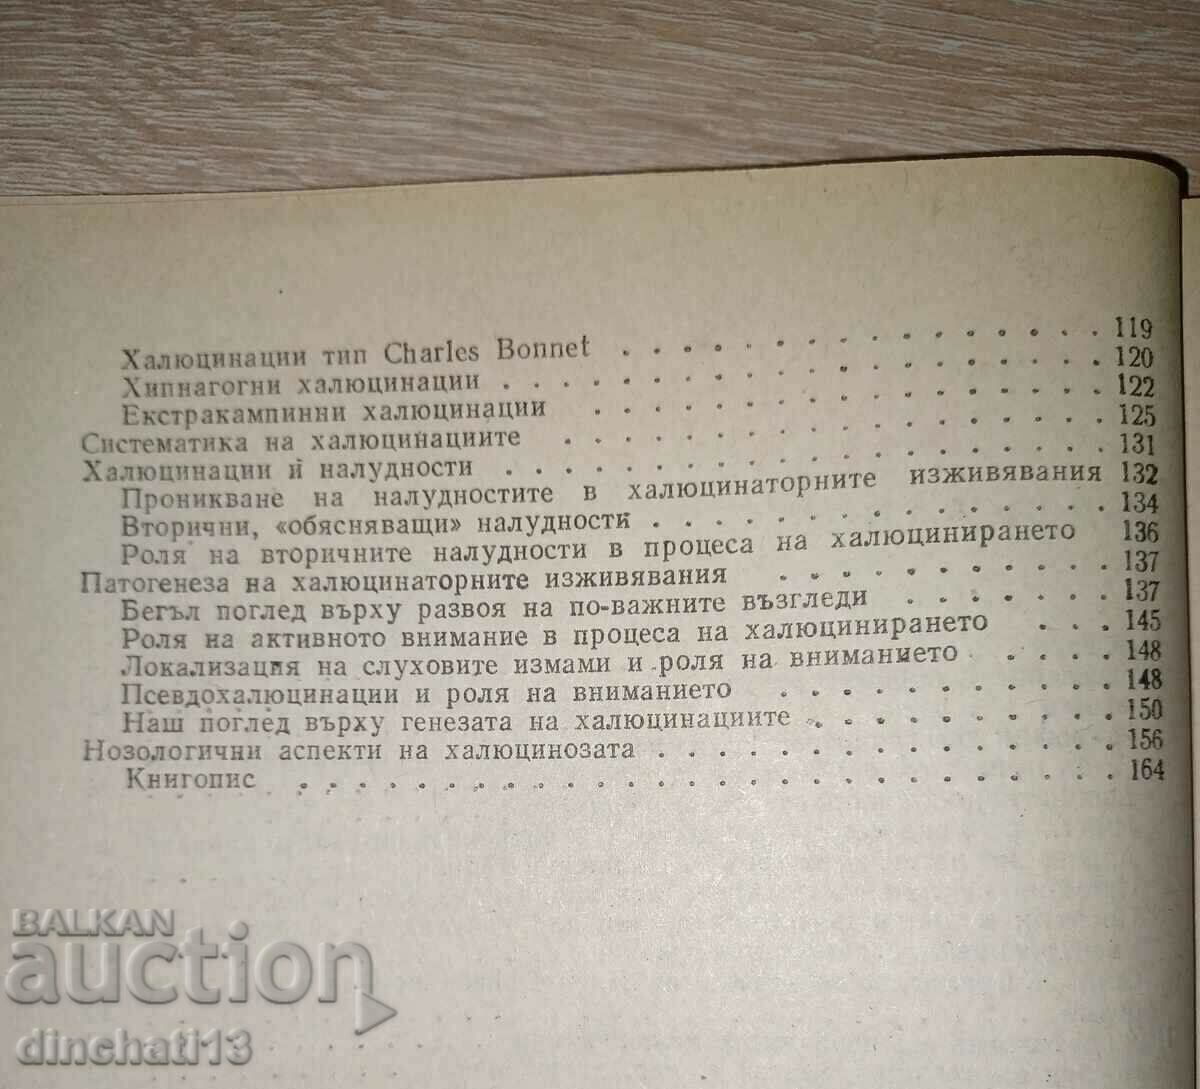 Халюцинации тип Charles Bonnet . . . . . . . . . . . . . . . 119
Хипнагогни халюцинации . . . . . . . . . . . . . . . . . . . 120
Екстракампинни халюцинации . . . . . . . . . . . . . . . . . 122
Систематика на халюцинациите . . . . . . . . . . . . . . . . 125
Халюцинации и налудности . . . . . . . . . . . . . . . . . . 131
Проникване на налудностите в халюцинаторните изживявания 132
Вторични, «обясняващи» налудности . . . . . . . . . . . . . . 134
Роля на вторичните налудности в процеса на халюцинирането 136
Патогенеза на халюцинаторните изживявания . . . . . . . . . . 137
Бегъл поглед върху развоя на по-важните възгледи . . . . . . 137
Роля на активното внимание в процеса на халюцинирането . . . 145
Локализация на слуховите измами и роля на вниманието . . . . 148
Псевдохалюцинации и роля на вниманието . . . . . . . . . . . 148
Наш поглед върху генезата на халюцинациите . . . . . . . . . 150
Нозологични аспекти на халюцинозата . . . . . . . . . . . . . 156
Книгопис . . . . . . . . . . . . . . . . . . . . . . . . . . 164
BALKAN
auction
dinchati13